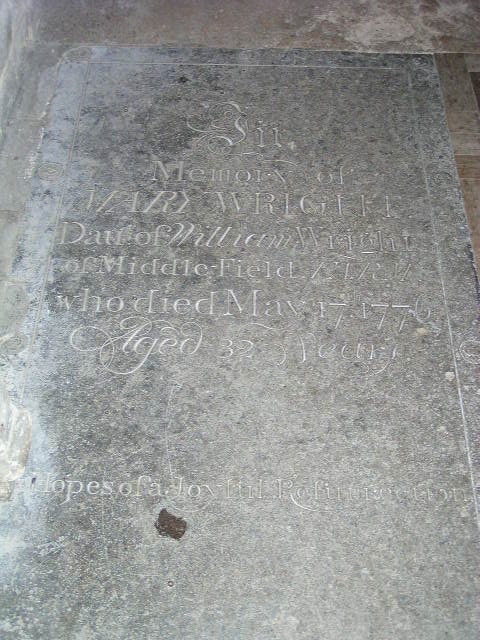 In
Memory of
MARY WRIGHT
Dau. of William Wright
of Middle-Field
who died May 17. 1776
Aged 32 Years
Hopes of a Joyful Resurrection